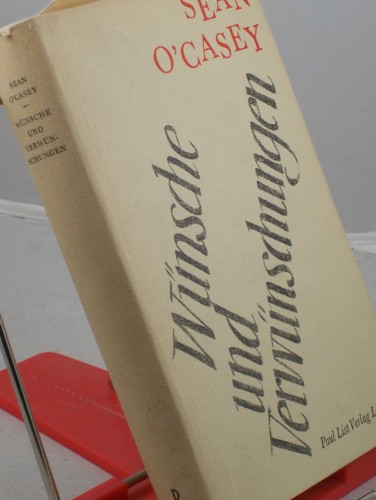 SEAN
O'CASEY
—
WÜNSCHE
UND
VERWÜN-
SCHUNGEN
SEAN
O'CASEY
Wünsche
und
Verwünschungen
Paul List Verlag L